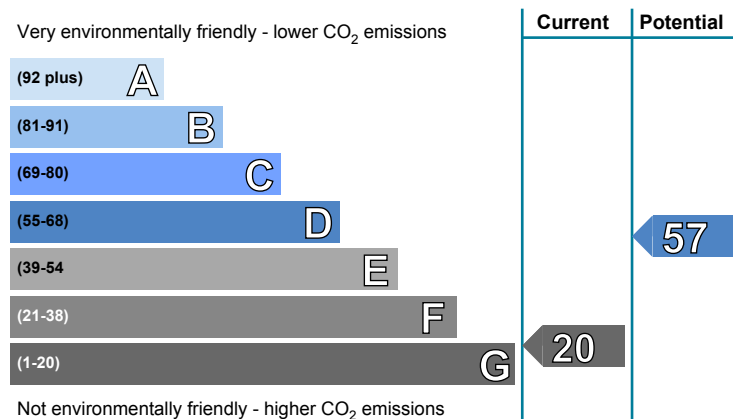 Current Potential
Very environmentally friendly - lower CO2 emissions
(92 plus) A
(81-91) B
(69-80) C
(55-68) D
57
(39-54 E
(21-38) F
20
(1-20) G
Not environmentally friendly - higher CO2 emissions